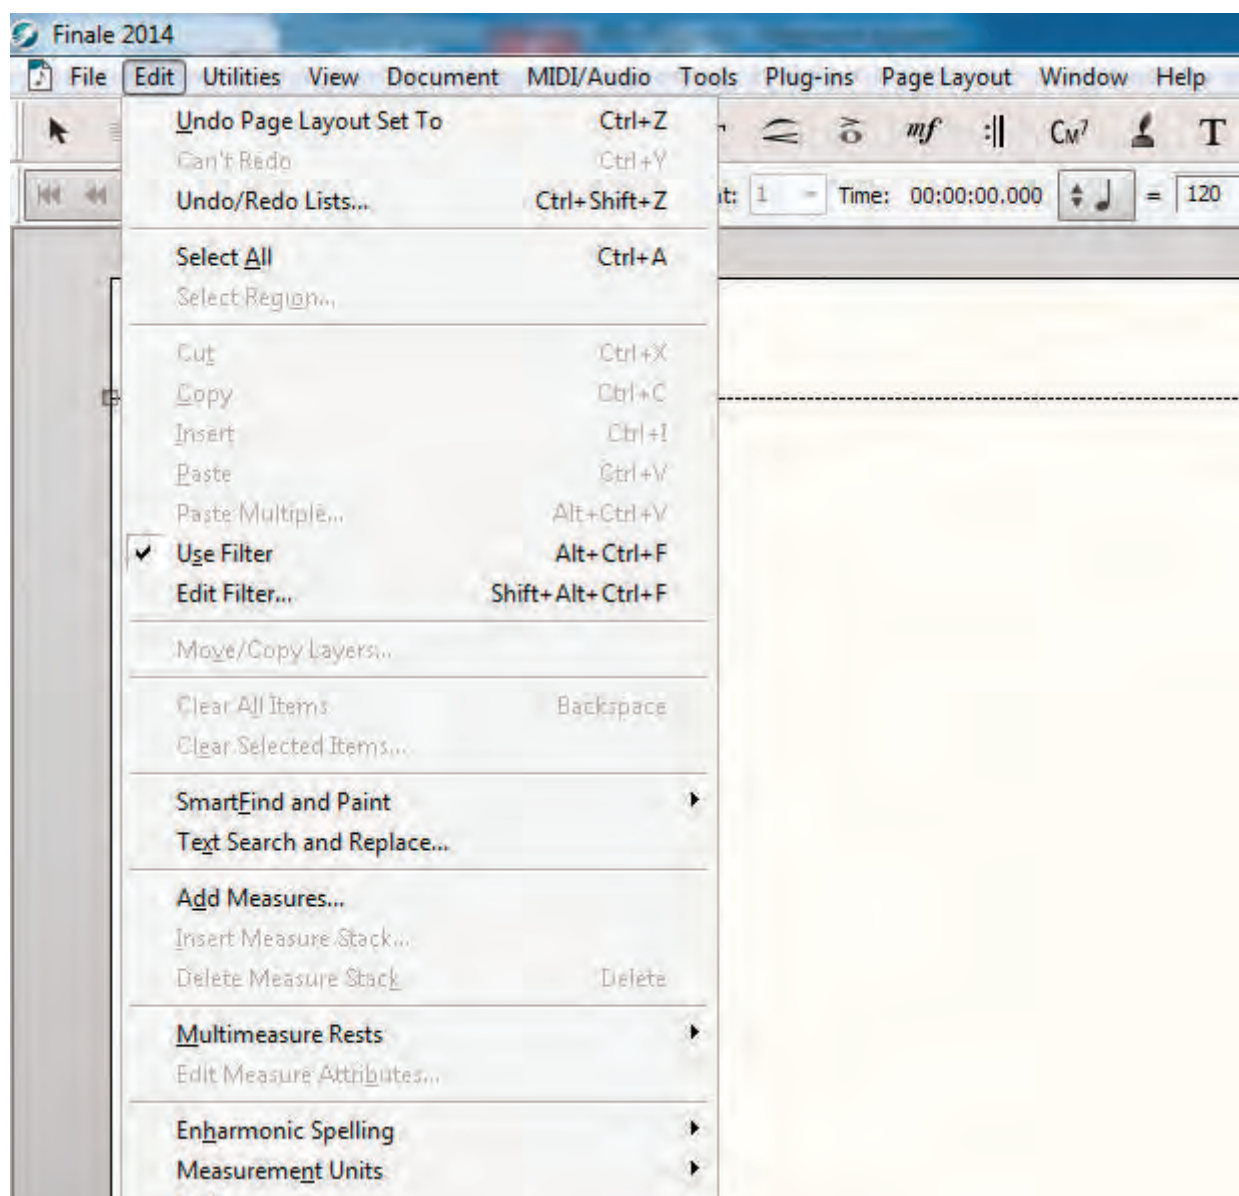 Finale 2014
File Edit Utilities View Document MIDI/Audio Tools Plug-ins Page Layout Window Help
Undo Page Layout Set To Ctrl+Z
mf CM7 T
Can't Redo Ctrl+Y
Undo/Redo Lists... Ctrl+Shift+Z
1 Time: 00:00:00.000 = 120
Select All Ctrl+A
Select Region...
Cut Ctrl+X
Copy Ctrl+C
Insert Ctrl+I
Paste Ctrl+V
Paste Multiple... Alt+Ctrl+V
Use Filter Alt+Ctrl+F
Edit Filter... Shift+Alt+Ctrl+F
Move/Copy Layers...
Clear All Items Backspace
Clear Selected Items...
SmartFind and Paint
Text Search and Replace...
Add Measures...
Insert Measure Stack...
Delete Measure Stack Delete
Multimeasure Rests
Edit Measure Attributes...
Enharmonic Spelling
Measurement Units